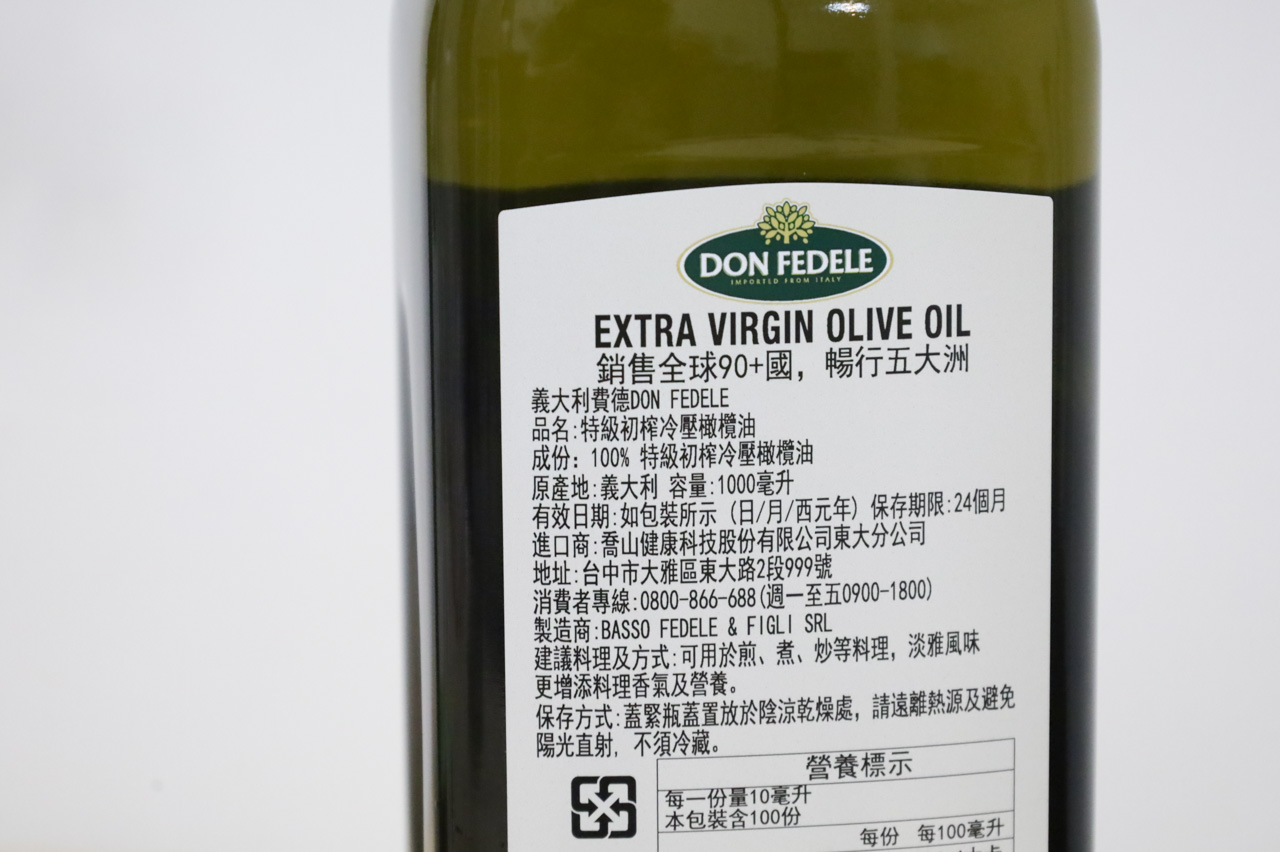 DON FEDELE
IMPORTED FROM ITALY
EXTRA VIRGIN OLIVE OIL
銷售全球90+國，暢行五大洲
義大利費德DON FEDELE
品名:特級初榨冷壓橄欖油
成份：100% 特級初榨冷壓橄欖油
原產地:義大利 容量:1000毫升
有效日期:如包裝所示 (日/月/西元年) 保存期限:24個月
進口商:喬山健康科技股份有限公司東大分公司
地址:台中市大雅區東大路2段999號
消費者專線:0800-866-688(週一至五0900-1800)
製造商:BASSO FEDELE & FIGLI SRL
建議料理及方式:可用於煎、煮、炒等料理，淡雅風味
更增添料理香氣及營養。
保存方式:蓋緊瓶蓋置放於陰涼乾燥處，請遠離熱源及避免
陽光直射，不須冷藏。
營養標示
每一份量10毫升
本包裝含100份
每份 每100毫升